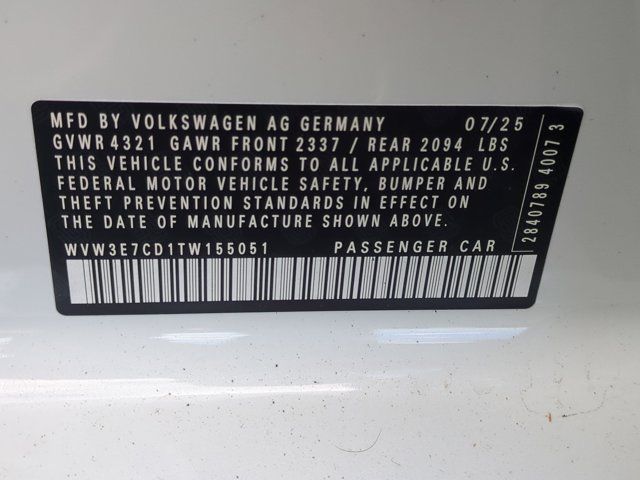 MFD BY VOLKSWAGEN AG GERMANY 07/25
GVWR 4321 GAWR FRONT 2337 / REAR 2094 LBS
THIS VEHICLE CONFORMS TO ALL APPLICABLE U.S.
FEDERAL MOTOR VEHICLE SAFETY, BUMPER AND
THEFT PREVENTION STANDARDS IN EFFECT ON
THE DATE OF MANUFACTURE SHOWN ABOVE.
WVW3E7CD1TW155051 PASSENGER CAR
2840789 4007 3